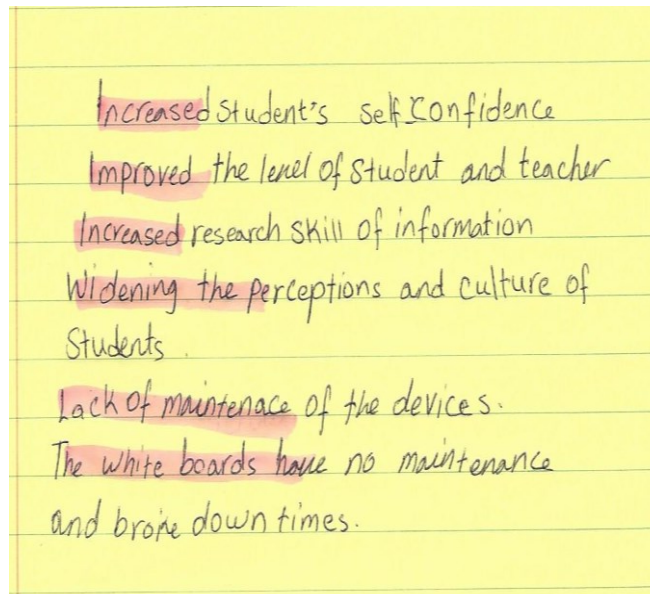 Increased Student's self Confidence
Improved the level of Student and teacher
Increased research skill of information
Widening the perceptions and culture of
Students.
Lack of maintenace of the devices.
The white boards have no maintenance
and broke down times.